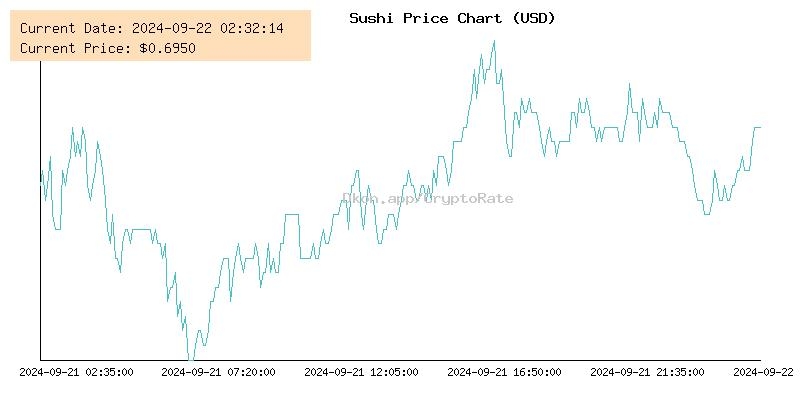 Sushi Price Chart (USD)
Current Date: 2024-09-22 02:32:14
Current Price: $0.6950
Dkoh.app/CryptoRate
2024-09-21 02:35:00 2024-09-21 07:20:00 2024-09-21 12:05:00 2024-09-21 16:50:00 2024-09-21 21:35:00 2024-09-22